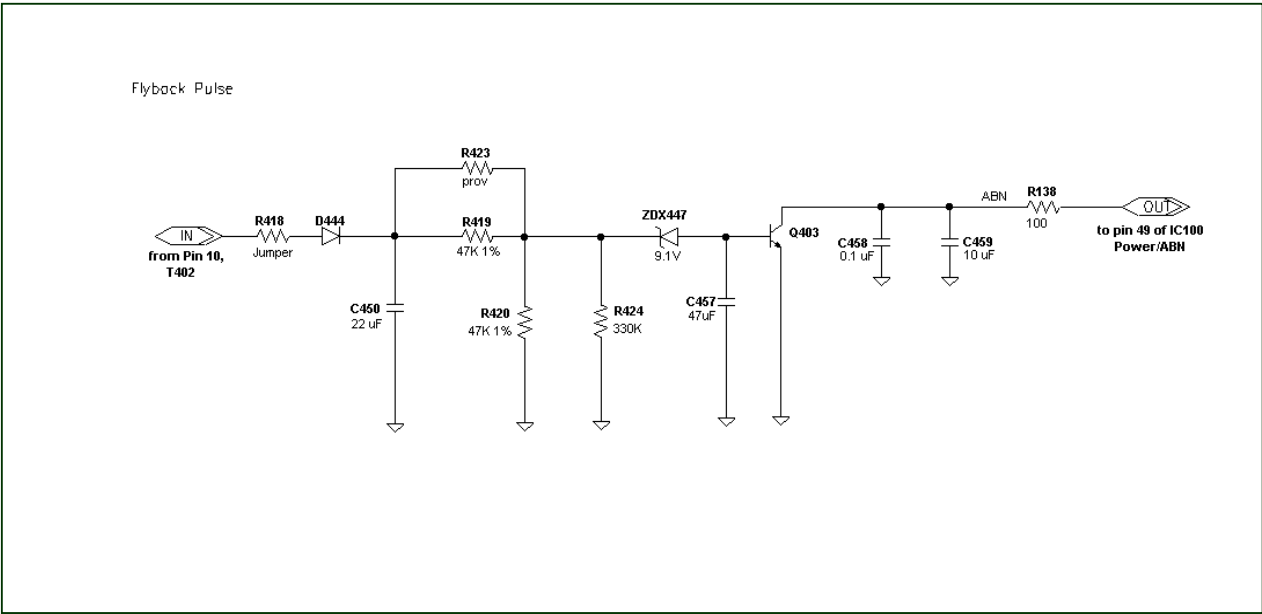 Flyback Pulse
R423
prov
R418
Jumper
D444
R419
47K 1%
ZDX447
9.1V
Q403
ABN
R138
100
IN
from Pin 10,
T402
OUT
to pin 49 of IC100
Power/ABN
C458
0.1 uF
C459
10 uF
C450
22 uF
R420
47K 1%
R424
330K
C457
47uF